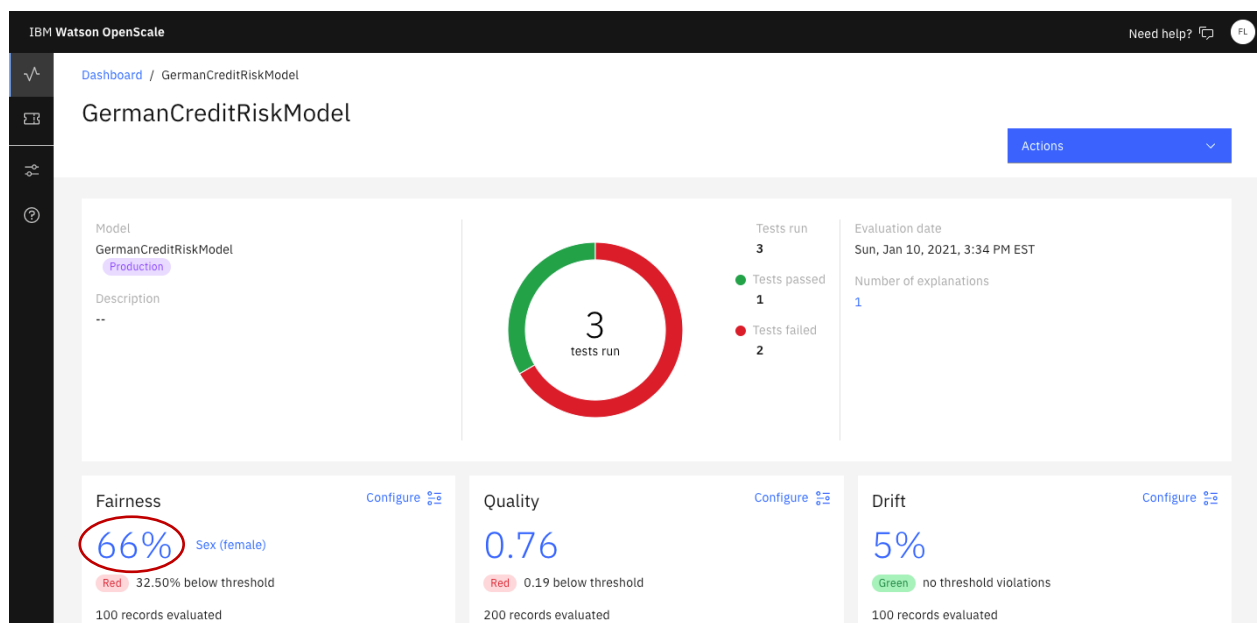 IBM Watson OpenScale
Need help?
FL
Dashboard / GermanCreditRiskModel
GermanCreditRiskModel
Actions
Model
GermanCreditRiskModel
Production
Description
--
3
tests run
Tests run
3
Tests passed
1
Tests failed
2
Evaluation date
Sun, Jan 10, 2021, 3:34 PM EST
Number of explanations
1
Fairness
Configure
66%
Sex (female)
Red 32.50% below threshold
100 records evaluated
Quality
Configure
0.76
Red 0.19 below threshold
200 records evaluated
Drift
Configure
5%
Green no threshold violations
100 records evaluated